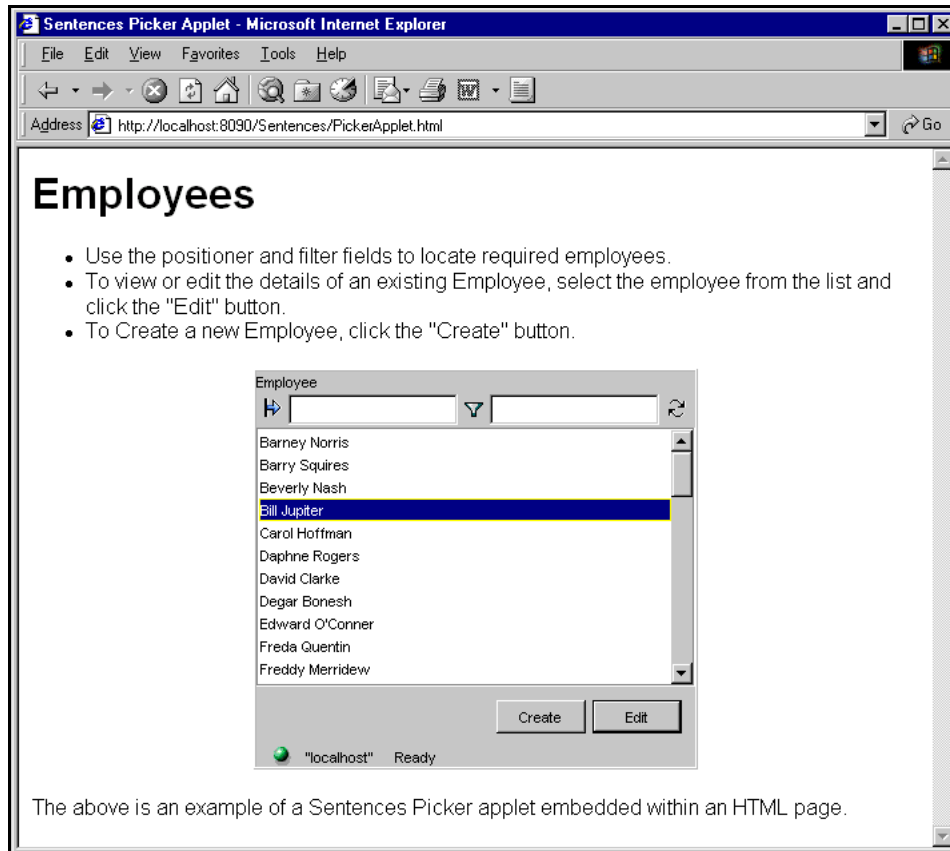 Sentences Picker Applet - Microsoft Internet Explorer
File Edit View Favorites Tools Help
Address http://localhost:8090/Sentences/PickerApplet.html Go
Employees
• Use the positioner and filter fields to locate required employees.
• To view or edit the details of an existing Employee, select the employee from the list and
click the "Edit" button.
• To Create a new Employee, click the "Create" button.
Employee
Barney Norris
Barry Squires
Beverly Nash
Bill Jupiter
Carol Hoffman
Daphne Rogers
David Clarke
Degar Bonesh
Edward O'Conner
Freda Quentin
Freddy Merridew
Create Edit
"localhost" Ready
The above is an example of a Sentences Picker applet embedded within an HTML page.